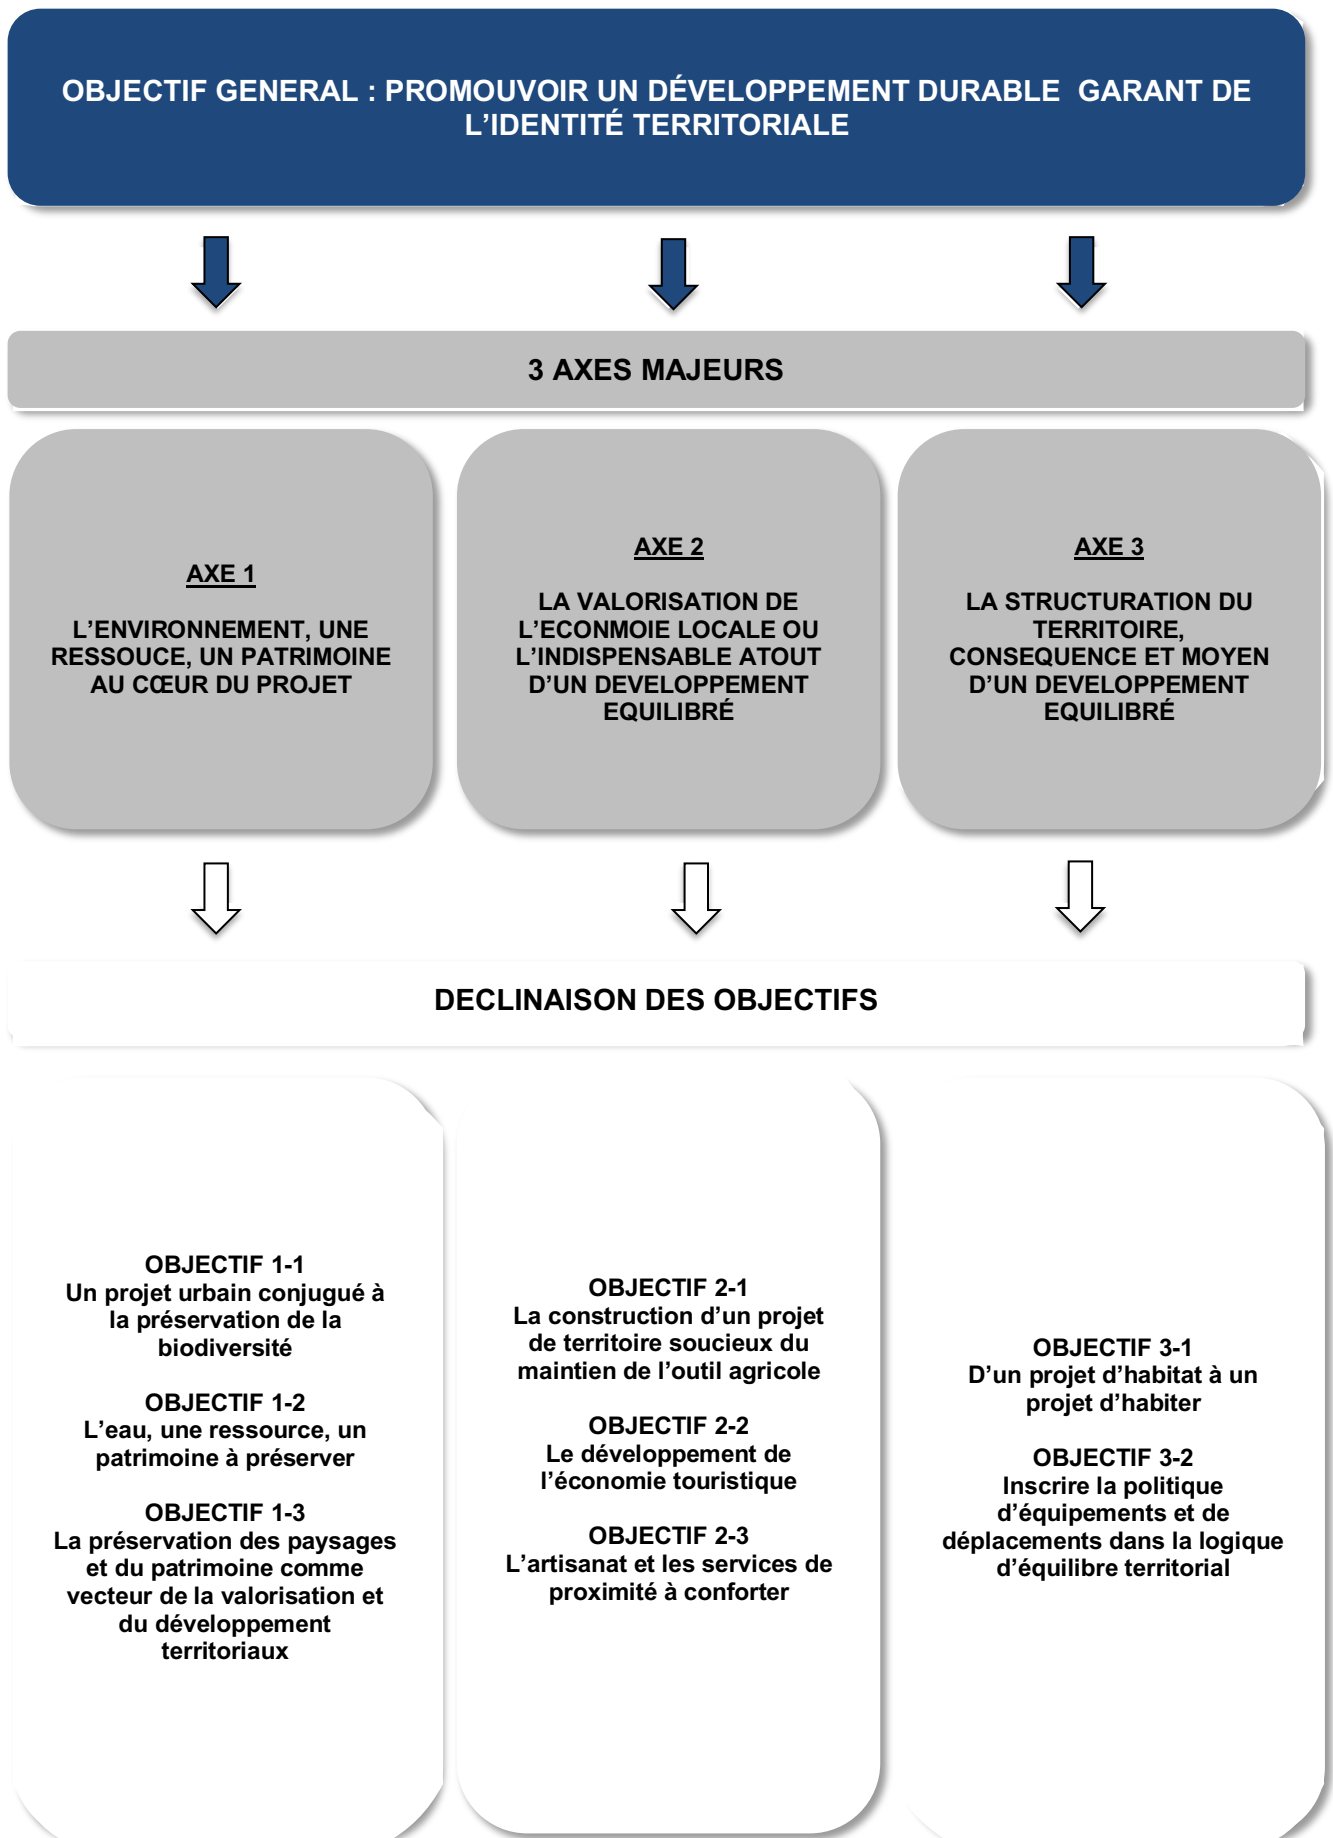 OBJECTIF GENERAL : PROMOUVOIR UN DÉVELOPPEMENT DURABLE  GARANT DE
L’IDENTITÉ TERRITORIALE
3 AXES MAJEURS
AXE 1
L’ENVIRONNEMENT, UNE
RESSOUCE, UN PATRIMOINE
AU CŒUR DU PROJET
AXE 2
LA VALORISATION DE
L’ECONMOIE LOCALE OU
L’INDISPENSABLE ATOUT
D’UN DEVELOPPEMENT
EQUILIBRÉ
AXE 3
LA STRUCTURATION DU
TERRITOIRE,
CONSEQUENCE ET MOYEN
D’UN DEVELOPPEMENT
EQUILIBRÉ
DECLINAISON DES OBJECTIFS
OBJECTIF 1-1
Un projet urbain conjugué à
la préservation de la
biodiversité
OBJECTIF 1-2
L’eau, une ressource, un
patrimoine à préserver
OBJECTIF 1-3
La préservation des paysages
et du patrimoine comme
vecteur de la valorisation et
du développement
territoriaux
OBJECTIF 2-1
La construction d’un projet
de territoire soucieux du
maintien de l’outil agricole
OBJECTIF 2-2
Le développement de
l’économie touristique
OBJECTIF 2-3
L’artisanat et les services de
proximité à conforter
OBJECTIF 3-1
D’un projet d’habitat à un
projet d’habiter
OBJECTIF 3-2
Inscrire la politique
d’équipements et de
déplacements dans la logique
d’équilibre territorial